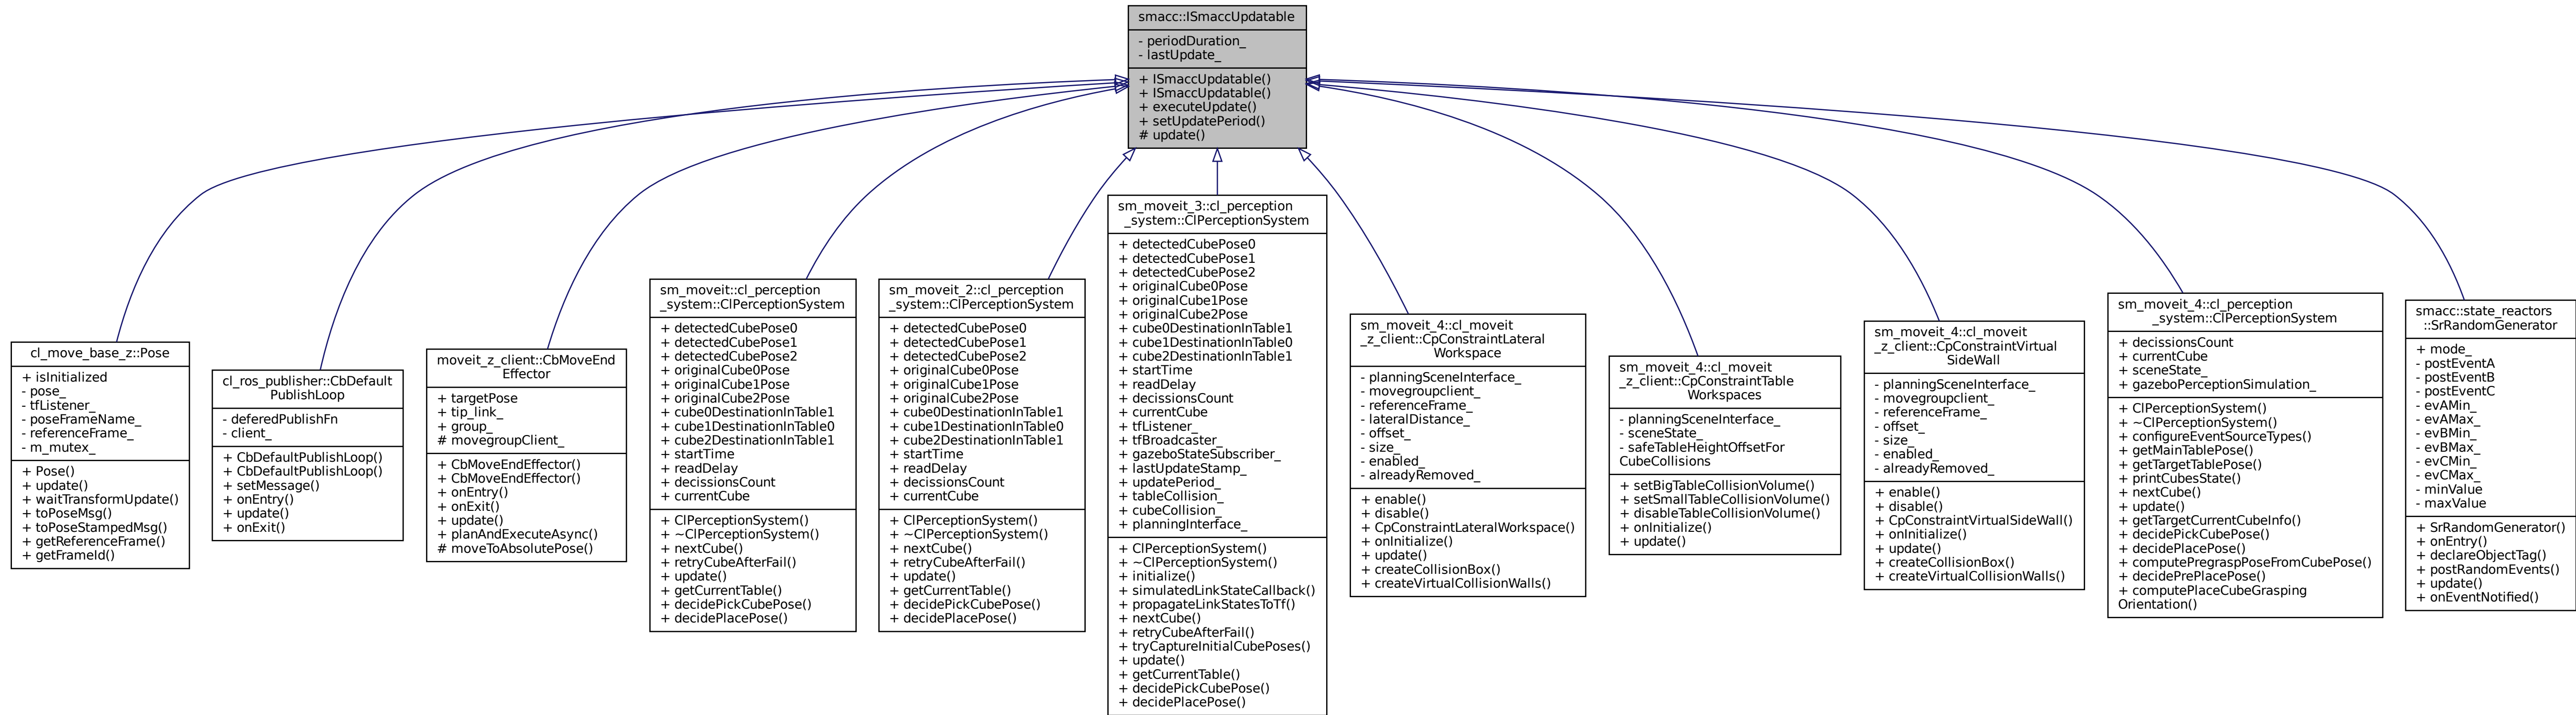 smacc::ISmaccUpdatable
- periodDuration_
- lastUpdate_
+ ISmaccUpdatable()
+ ISmaccUpdatable()
+ executeUpdate()
+ setUpdatePeriod()
# update()
cl_move_base_z::Pose
+ isInitialized
- pose_
- tfListener_
- poseFrameName_
- referenceFrame_
- m_mutex_
+ Pose()
+ update()
+ waitTransformUpdate()
+ toPoseMsg()
+ toPoseStampedMsg()
+ getReferenceFrame()
+ getFrameId()
cl_ros_publisher::CbDefault
PublishLoop
- deferedPublishFn
- client_
+ CbDefaultPublishLoop()
+ CbDefaultPublishLoop()
+ setMessage()
+ onEntry()
+ update()
+ onExit()
moveit_z_client::CbMoveEnd
Effector
+ targetPose
+ tip_link_
+ group_
# movegroupClient_
+ CbMoveEndEffector()
+ CbMoveEndEffector()
+ onEntry()
+ onExit()
+ update()
+ planAndExecuteAsync()
# moveToAbsolutePose()
sm_moveit::cl_perception
_system::ClPerceptionSystem
+ detectedCubePose0
+ detectedCubePose1
+ detectedCubePose2
+ originalCube0Pose
+ originalCube1Pose
+ originalCube2Pose
+ cube0DestinationInTable1
+ cube1DestinationInTable0
+ cube2DestinationInTable1
+ startTime
+ readDelay
+ decissionsCount
+ currentCube
+ ClPerceptionSystem()
+ ~ClPerceptionSystem()
+ nextCube()
+ retryCubeAfterFail()
+ update()
+ getCurrentTable()
+ decidePickCubePose()
+ decidePlacePose()
sm_moveit_2::cl_perception
_system::ClPerceptionSystem
+ detectedCubePose0
+ detectedCubePose1
+ detectedCubePose2
+ originalCube0Pose
+ originalCube1Pose
+ originalCube2Pose
+ cube0DestinationInTable1
+ cube1DestinationInTable0
+ cube2DestinationInTable1
+ startTime
+ readDelay
+ decissionsCount
+ currentCube
+ ClPerceptionSystem()
+ ~ClPerceptionSystem()
+ nextCube()
+ retryCubeAfterFail()
+ update()
+ getCurrentTable()
+ decidePickCubePose()
+ decidePlacePose()
sm_moveit_3::cl_perception
_system::ClPerceptionSystem
+ detectedCubePose0
+ detectedCubePose1
+ detectedCubePose2
+ originalCube0Pose
+ originalCube1Pose
+ originalCube2Pose
+ cube0DestinationInTable1
+ cube1DestinationInTable0
+ cube2DestinationInTable1
+ startTime
+ readDelay
+ decissionsCount
+ currentCube
+ tfListener_
+ tfBroadcaster_
+ gazeboStateSubscriber_
+ lastUpdateStamp_
+ updatePeriod_
+ tableCollision_
+ cubeCollision_
+ planningInterface_
+ ClPerceptionSystem()
+ ~ClPerceptionSystem()
+ initialize()
+ simulatedLinkStateCallback()
+ propagateLinkStatesToTf()
+ nextCube()
+ retryCubeAfterFail()
+ tryCaptureInitialCubePoses()
+ update()
+ getCurrentTable()
+ decidePickCubePose()
+ decidePlacePose()
sm_moveit_4::cl_moveit
_z_client::CpConstraintLateral
Workspace
- planningSceneInterface_
- movegroupclient_
- referenceFrame_
- lateralDistance_
- offset_
- size_
- enabled_
- alreadyRemoved_
+ enable()
+ disable()
+ CpConstraintLateralWorkspace()
+ onInitialize()
+ update()
+ createCollisionBox()
+ createVirtualCollisionWalls()
sm_moveit_4::cl_moveit
_z_client::CpConstraintTable
Workspaces
- planningSceneInterface_
- sceneState_
- safeTableHeightOffsetFor
CubeCollisions
+ setBigTableCollisionVolume()
+ setSmallTableCollisionVolume()
+ disableTableCollisionVolume()
+ onInitialize()
+ update()
sm_moveit_4::cl_moveit
_z_client::CpConstraintVirtual
SideWall
- planningSceneInterface_
- movegroupclient_
- referenceFrame_
- offset_
- size_
- enabled_
- alreadyRemoved_
+ enable()
+ disable()
+ CpConstraintVirtualSideWall()
+ onInitialize()
+ update()
+ createCollisionBox()
+ createVirtualCollisionWalls()
sm_moveit_4::cl_perception
_system::ClPerceptionSystem
+ decissionsCount
+ currentCube
+ sceneState_
+ gazeboPerceptionSimulation_
+ ClPerceptionSystem()
+ ~ClPerceptionSystem()
+ configureEventSourceTypes()
+ getMainTablePose()
+ getTargetTablePose()
+ printCubesState()
+ nextCube()
+ update()
+ getTargetCurrentCubeInfo()
+ decidePickCubePose()
+ decidePlacePose()
+ computePregraspPoseFromCubePose()
+ decidePrePlacePose()
+ computePlaceCubeGrasping
Orientation()
smacc::state_reactors
::SrRandomGenerator
+ mode_
- postEventA
- postEventB
- postEventC
- evAMin_
- evAMax_
- evBMin_
- evBMax_
- evCMin_
- evCMax_
- minValue
- maxValue
+ SrRandomGenerator()
+ onEntry()
+ declareObjectTag()
+ postRandomEvents()
+ update()
+ onEventNotified()